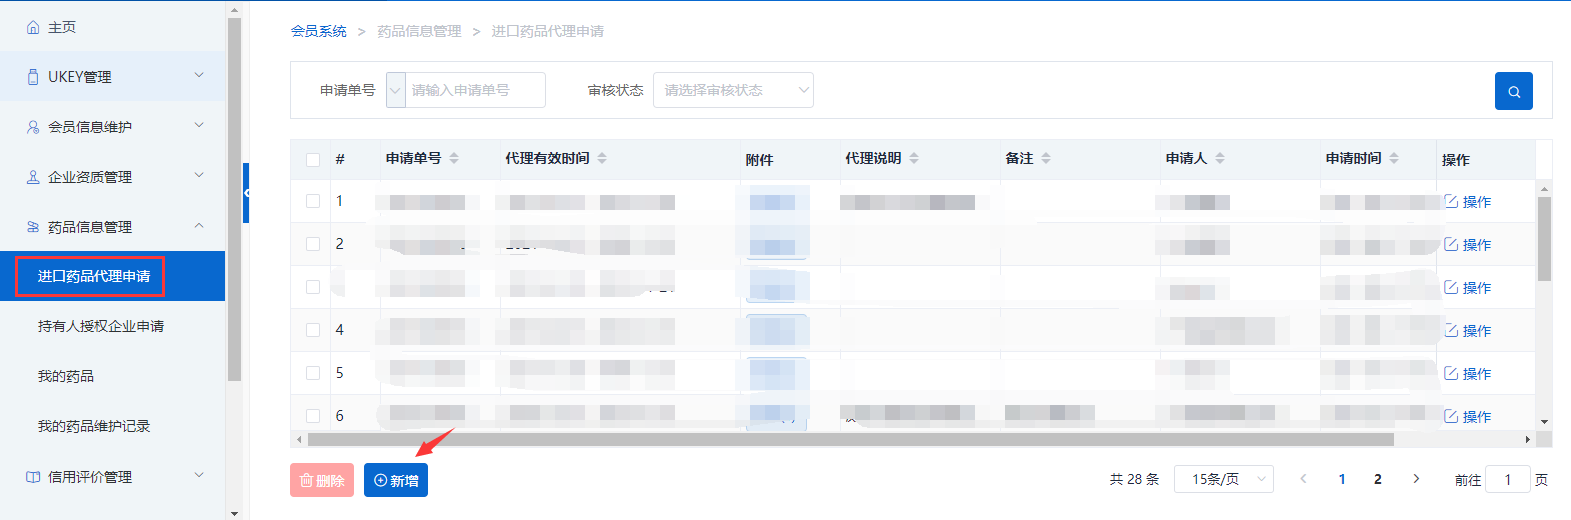 主页
UKEY管理
会员信息维护
企业资质管理
药品信息管理
进口药品代理申请
持有人授权企业申请
我的药品
我的药品维护记录
信用评价管理
会员系统 > 药品信息管理 > 进口药品代理申请
申请单号 请输入申请单号 审核状态 请选择审核状态
# 申请单号 代理有效时间 附件 代理说明 备注 申请人 申请时间 操作
1 操作
2 操作
操作
4 操作
5 操作
6 操作
删除 新增 共 28 条 15条/页 < 1 2 > 前往 1 页